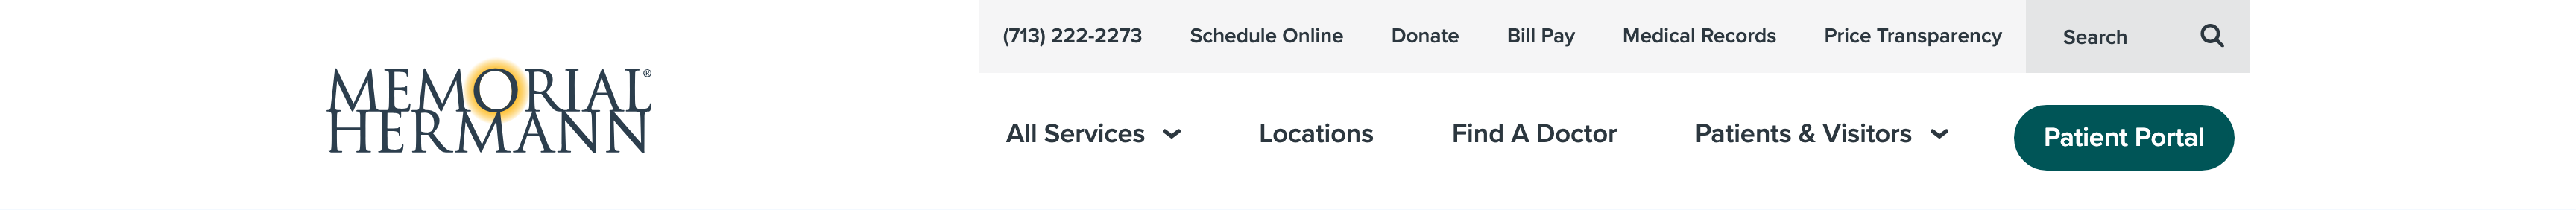 (713) 222-2273 Schedule Online Donate Bill Pay Medical Records Price Transparency Search
MEMORIAL®
HERMANN
All Services Locations Find A Doctor Patients & Visitors Patient Portal